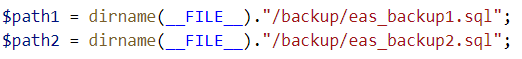 $path1 = dirname(__FILE__)."/backup/eas_backup1.sql";
$path2 = dirname(__FILE__)."/backup/eas_backup2.sql";